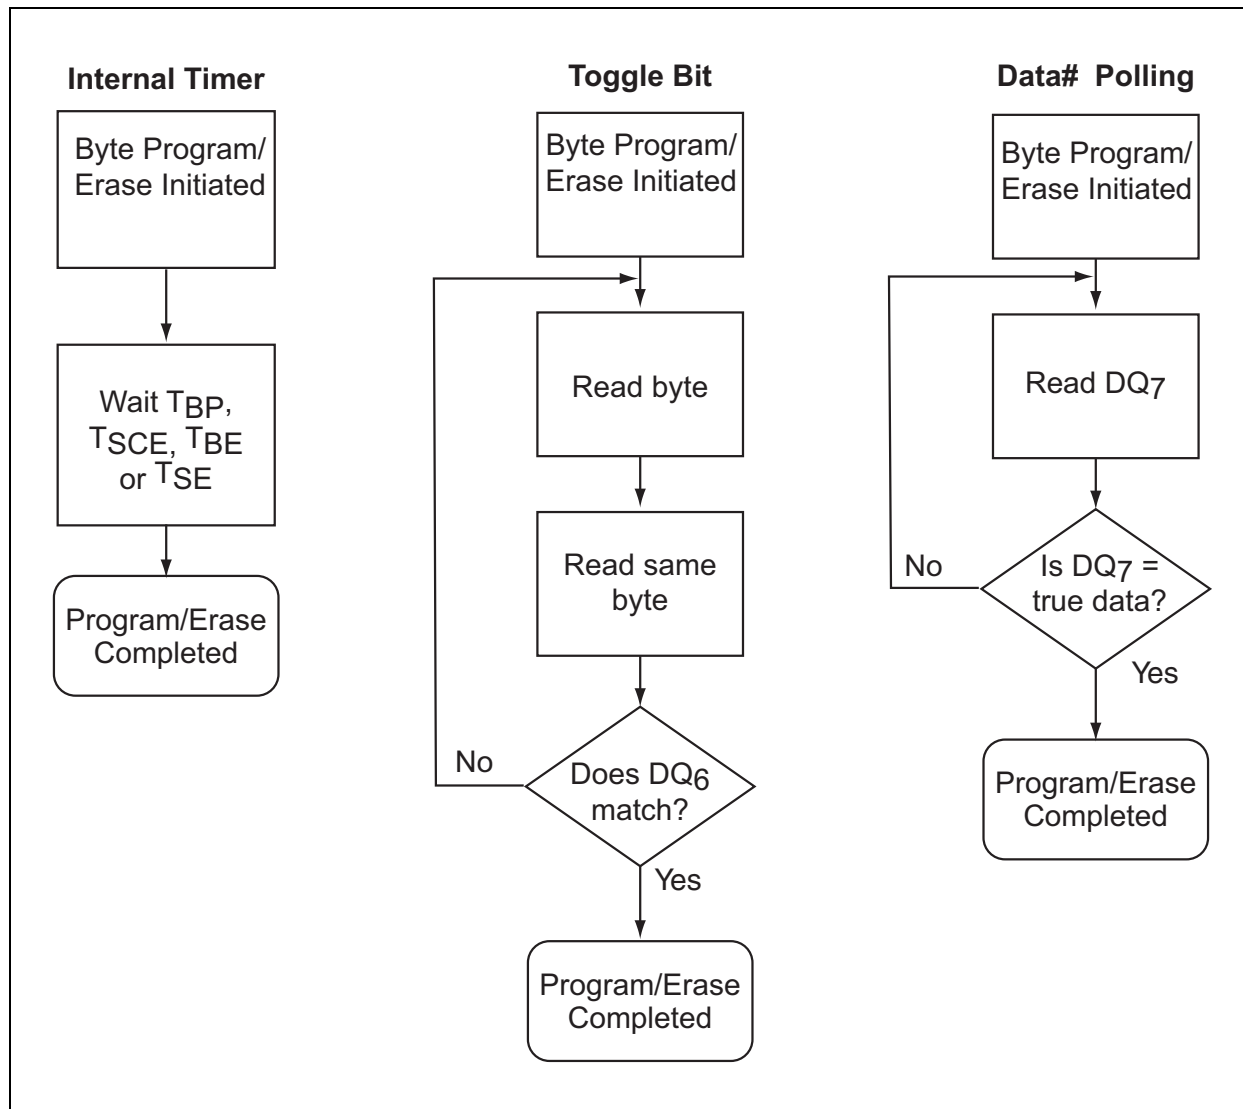 Internal Timer
Byte Program/
Erase Initiated
Wait TBP,
TSCE, TBE
or TSE
Program/Erase
Completed
Toggle Bit
Byte Program/
Erase Initiated
Read byte
Read same
byte
Does DQ6
match?
No
Yes
Program/Erase
Completed
Data# Polling
Byte Program/
Erase Initiated
Read DQ7
Is DQ7 =
true data?
No
Yes
Program/Erase
Completed